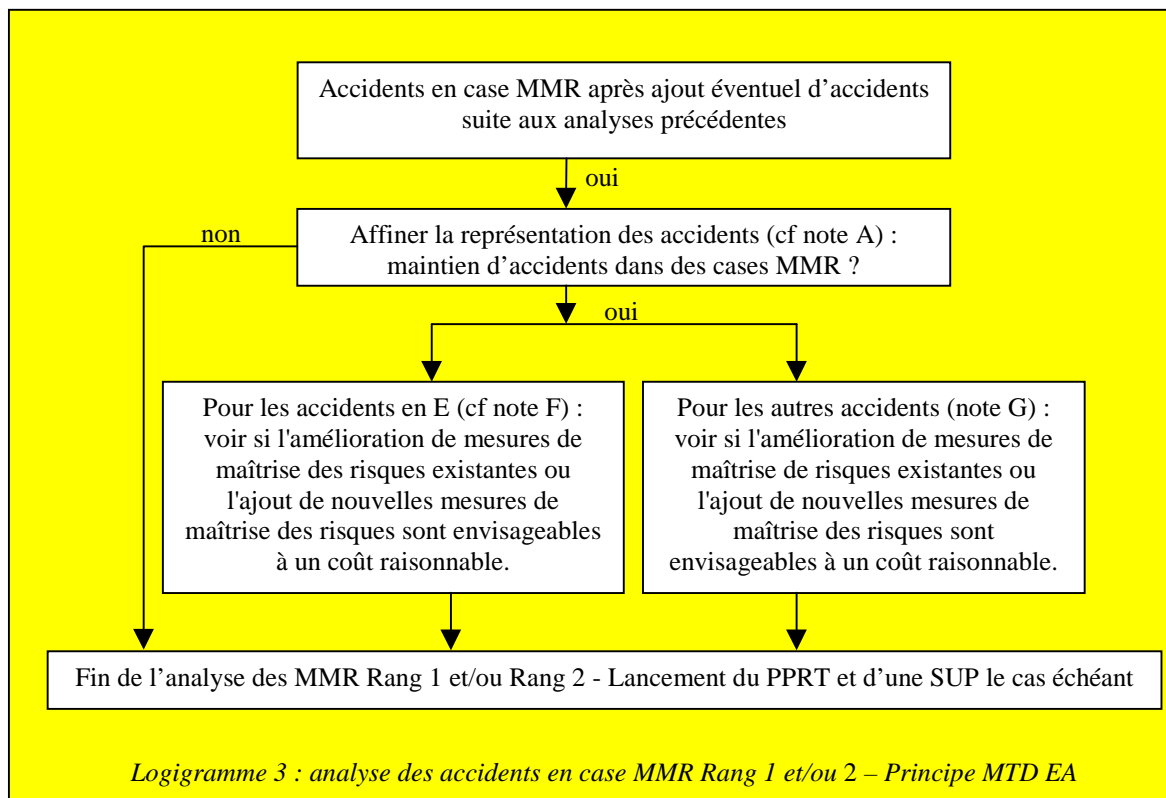 Accidents en case MMR après ajout éventuel d'accidents
suite aux analyses précédentes
oui
non
Affiner la représentation des accidents (cf note A) :
maintien d'accidents dans des cases MMR ?
oui
Pour les accidents en E (cf note F) :
voir si l'amélioration de mesures de
maîtrise des risques existantes ou
l'ajout de nouvelles mesures de
maîtrise des risques sont envisageables
à un coût raisonnable.
Pour les autres accidents (note G) :
voir si l'amélioration de mesures de
maîtrise de risques existantes ou
l'ajout de nouvelles mesures de
maîtrise des risques sont
envisageables à un coût raisonnable.
Fin de l'analyse des MMR Rang 1 et/ou Rang 2 - Lancement du PPRT et d'une SUP le cas échéant
Logigramme 3 : analyse des accidents en case MMR Rang 1 et/ou 2 – Principe MTD EA